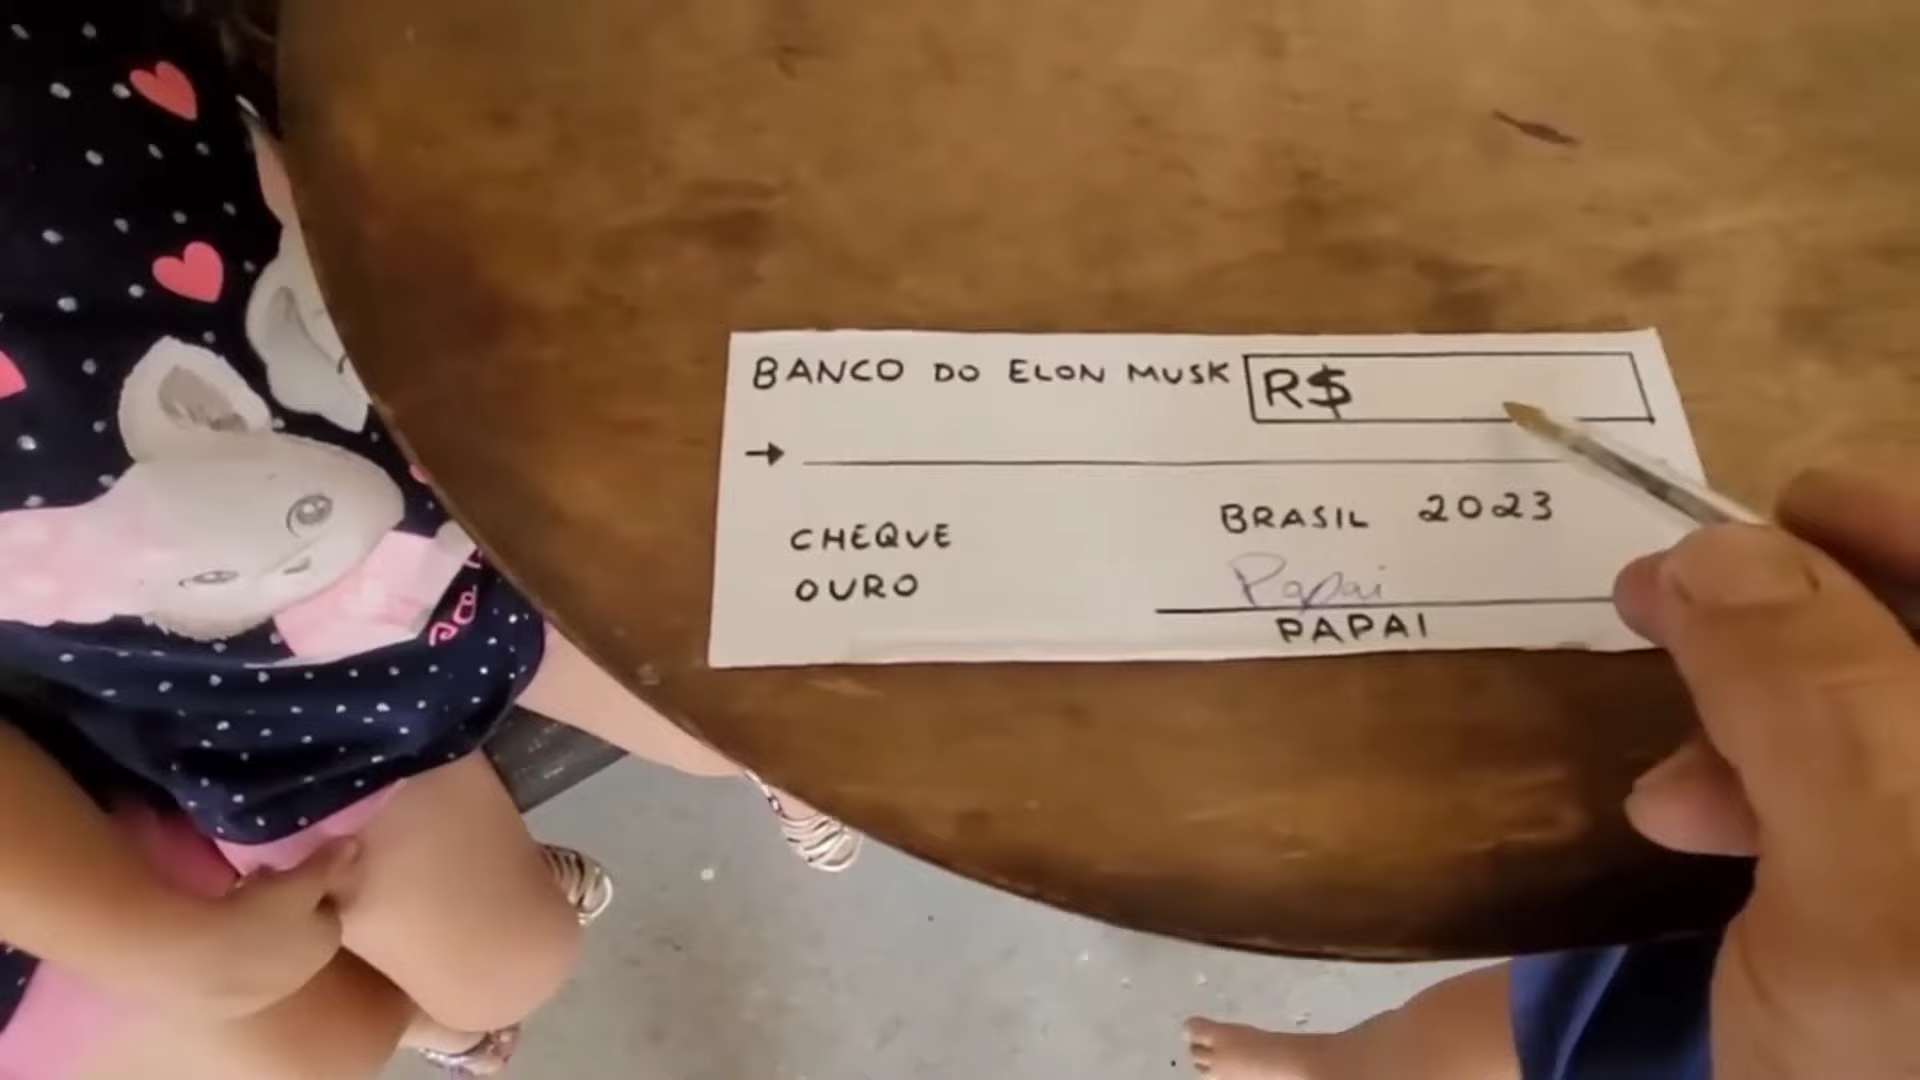 BANCO DO ELON MUSK R$
→
BRASIL 2023
CHEQUE
OURO
Papai
PAPAI